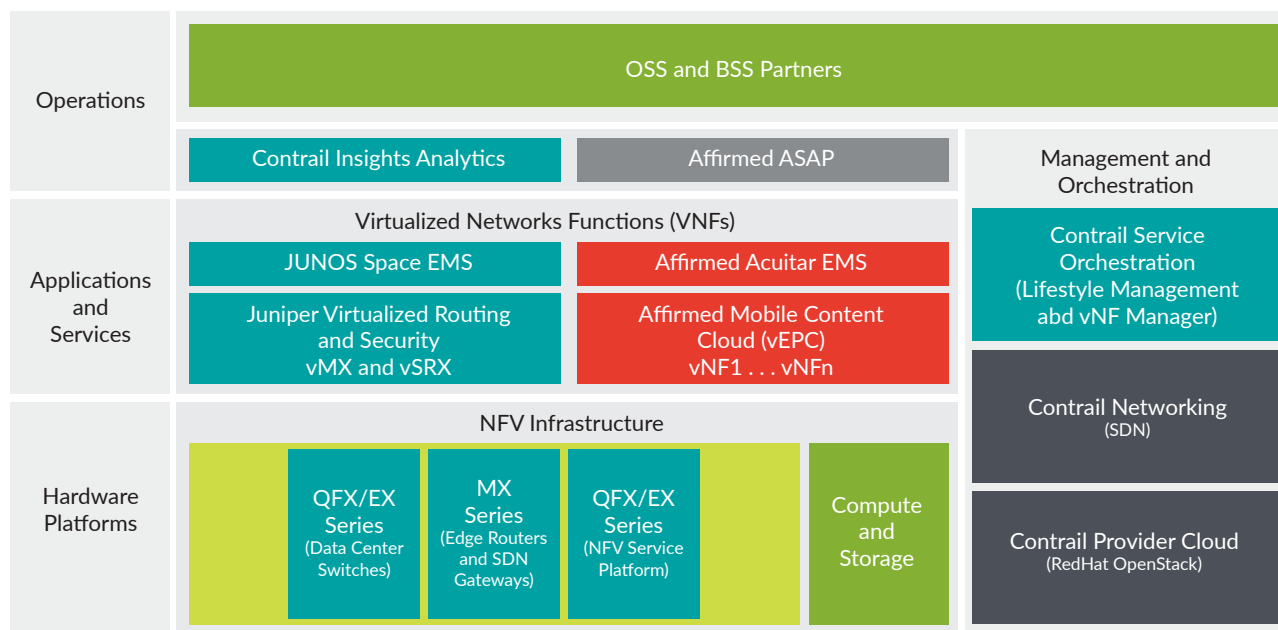 Operations
OSS and BSS Partners
Contrail Insights Analytics
Affirmed ASAP
Management and
Orchestration
Applications
and
Services
Virtualized Networks Functions (VNFs)
JUNOS Space EMS
Affirmed Acuitar EMS
Juniper Virtualized Routing
and Security
vMX and vSRX
Affirmed Mobile Content
Cloud (vEPC)
vNF1 . . . vNFn
Contrail Service
Orchestration
(Lifestyle Management
abd vNF Manager)
Contrail Networking
(SDN)
Contrail Provider Cloud
(RedHat OpenStack)
Hardware
Platforms
NFV Infrastructure
QFX/EX
Series
(Data Center
Switches)
MX
Series
(Edge Routers
and SDN
Gateways)
QFX/EX
Series
(NFV Service
Platform)
Compute
and
Storage